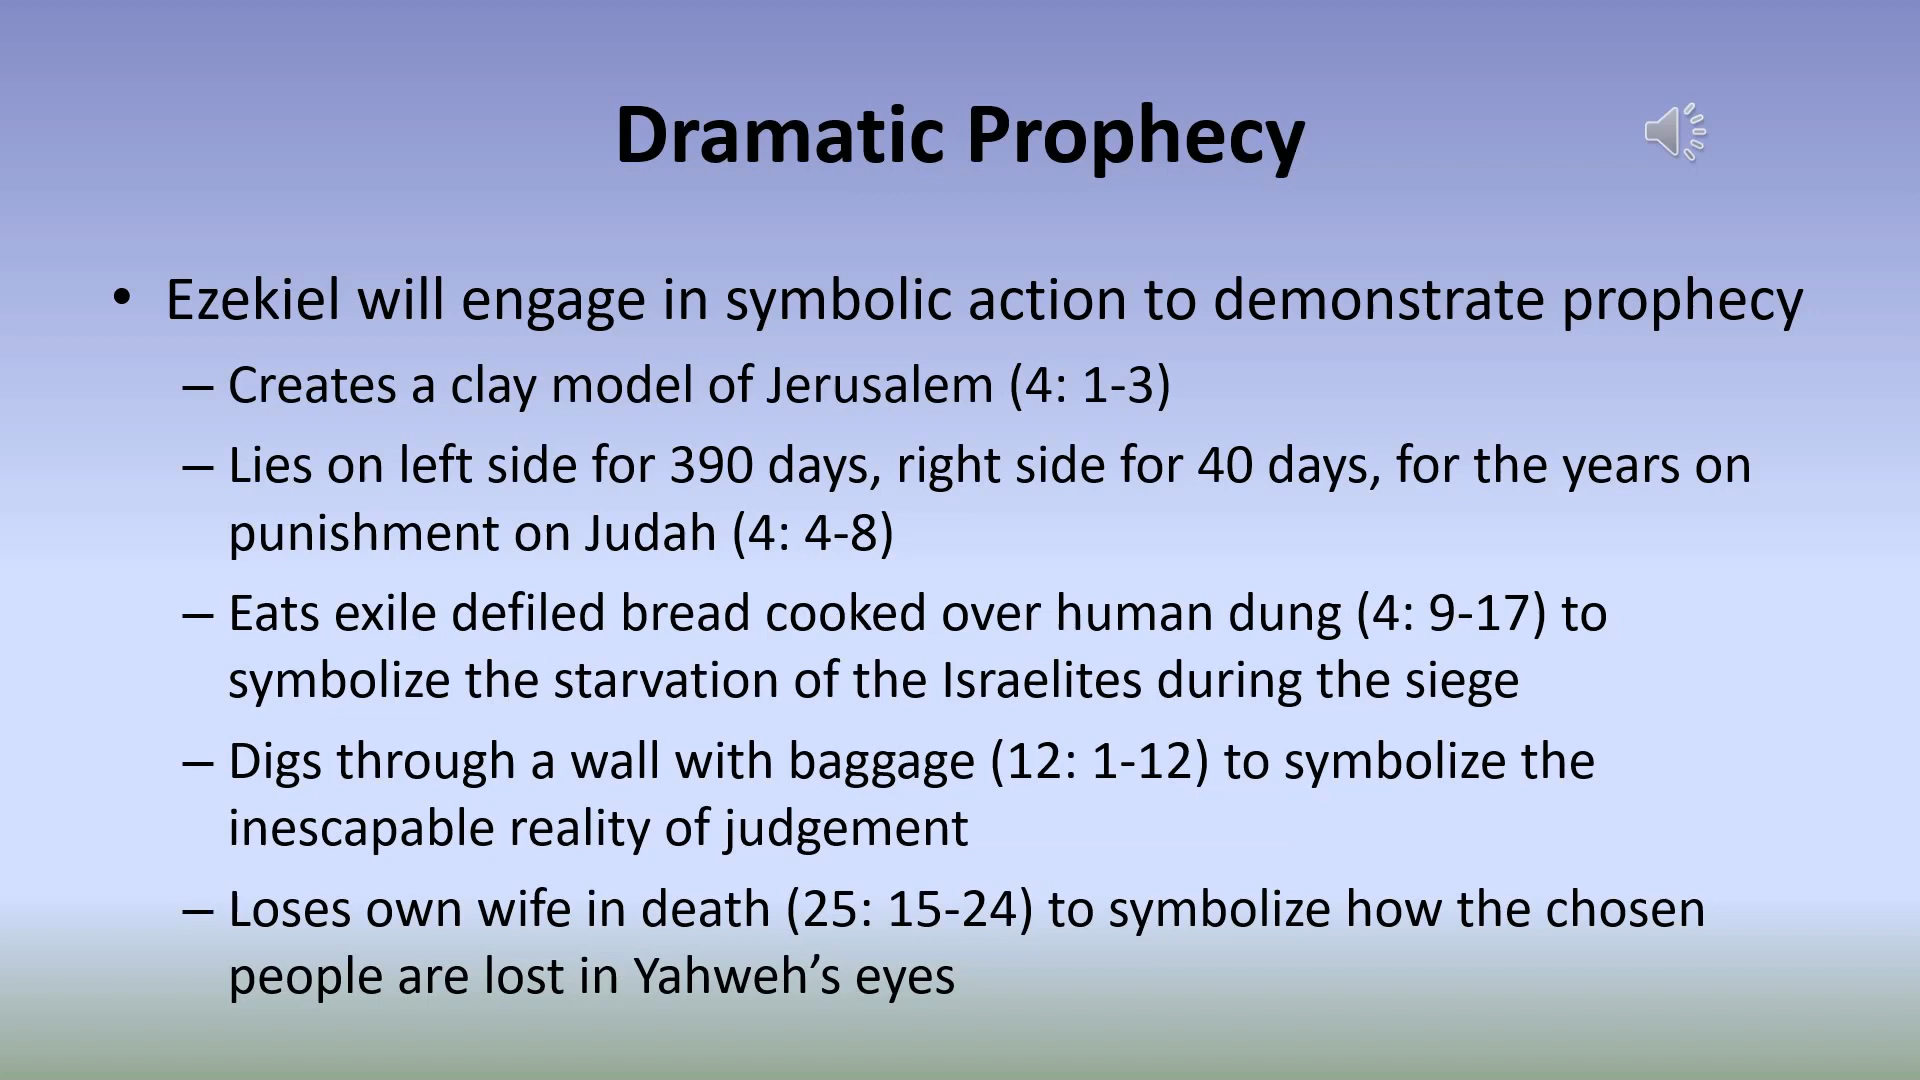 Dramatic Prophecy
• Ezekiel will engage in symbolic action to demonstrate prophecy
– Creates a clay model of Jerusalem (4: 1-3)
– Lies on left side for 390 days, right side for 40 days, for the years on
punishment on Judah (4: 4-8)
– Eats exile defiled bread cooked over human dung (4: 9-17) to
symbolize the starvation of the Israelites during the siege
– Digs through a wall with baggage (12: 1-12) to symbolize the
inescapable reality of judgement
– Loses own wife in death (25: 15-24) to symbolize how the chosen
people are lost in Yahweh’s eyes